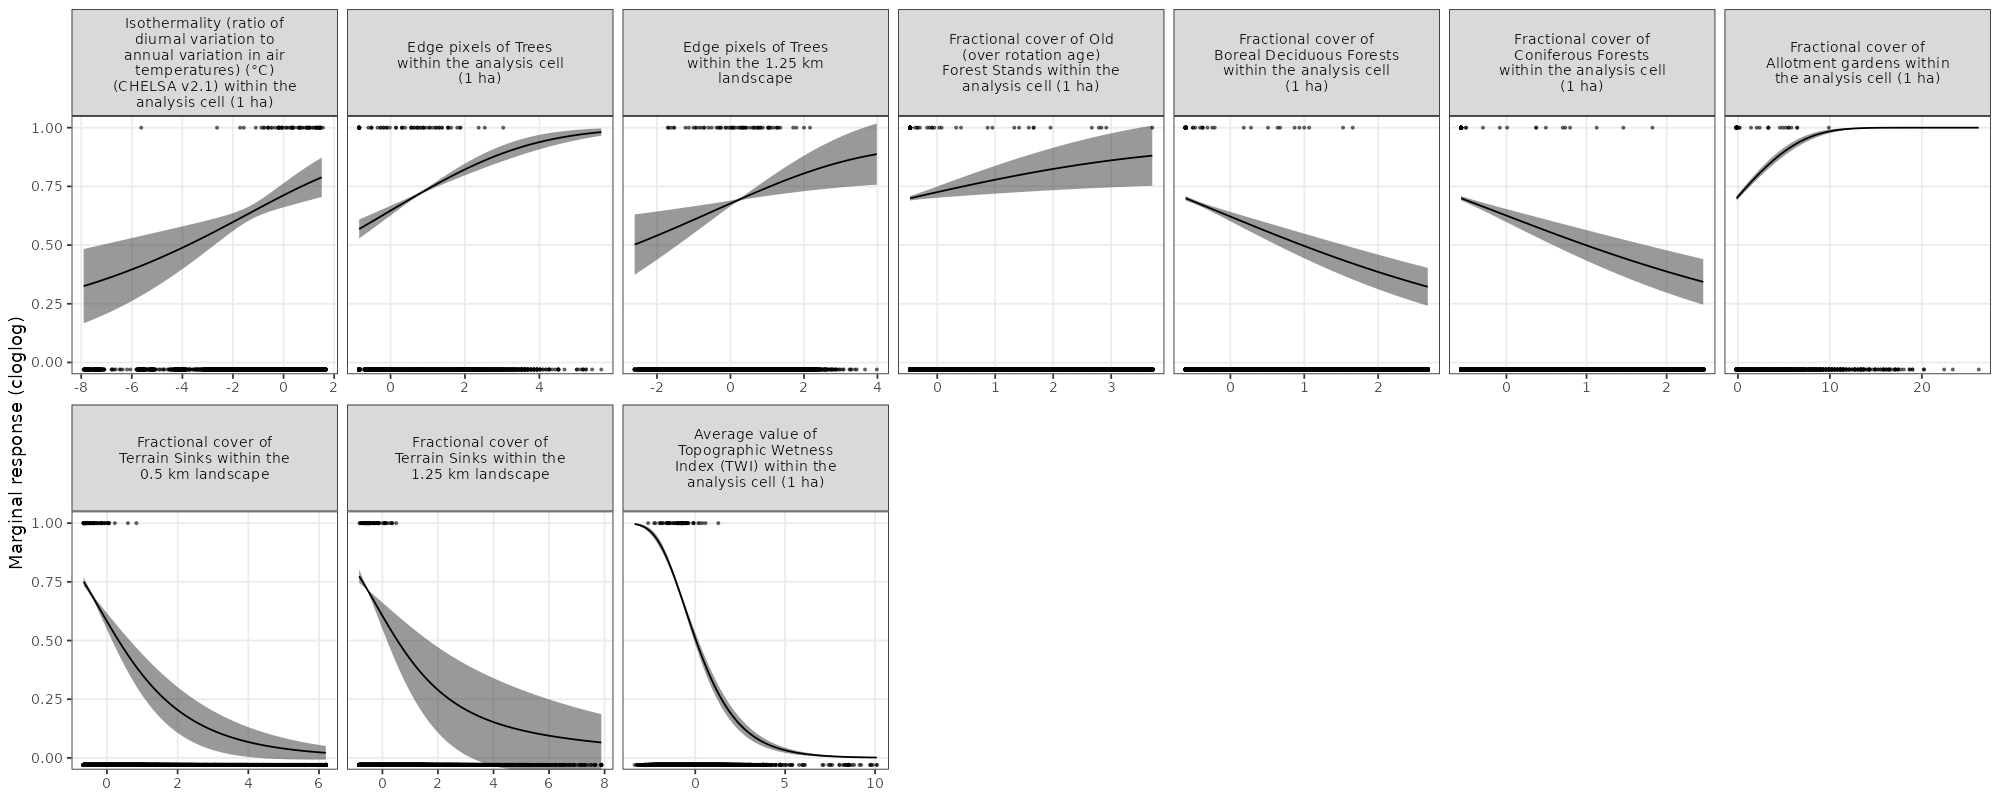 Isothermality (ratio of
diurnal variation to
annual variation in air
temperatures) (°C)
(CHELSA v2.1) within the
analysis cell (1 ha)
Edge pixels of Trees
within the analysis cell
(1 ha)
Edge pixels of Trees
within the 1.25 km
landscape
Fractional cover of Old
(over rotation age)
Forest Stands within the
analysis cell (1 ha)
Fractional cover of
Boreal Deciduous Forests
within the analysis cell
(1 ha)
Fractional cover of
Coniferous Forests
within the analysis cell
(1 ha)
Fractional cover of
Allotment gardens within
the analysis cell (1 ha)
1.00
0.75
0.50
0.25
0.00
-8 -6 -4 -2 0 2
0 2 4
-2 0 2 4
0 1 2 3
0 1 2
0 1 2
0 10 20
Marginal response (cloglog)
Fractional cover of
Terrain Sinks within the
0.5 km landscape
Fractional cover of
Terrain Sinks within the
1.25 km landscape
Average value of
Topographic Wetness
Index (TWI) within the
analysis cell (1 ha)
1.00
0.75
0.50
0.25
0.00
0 2 4 6
0 2 4 6 8
0 5 10